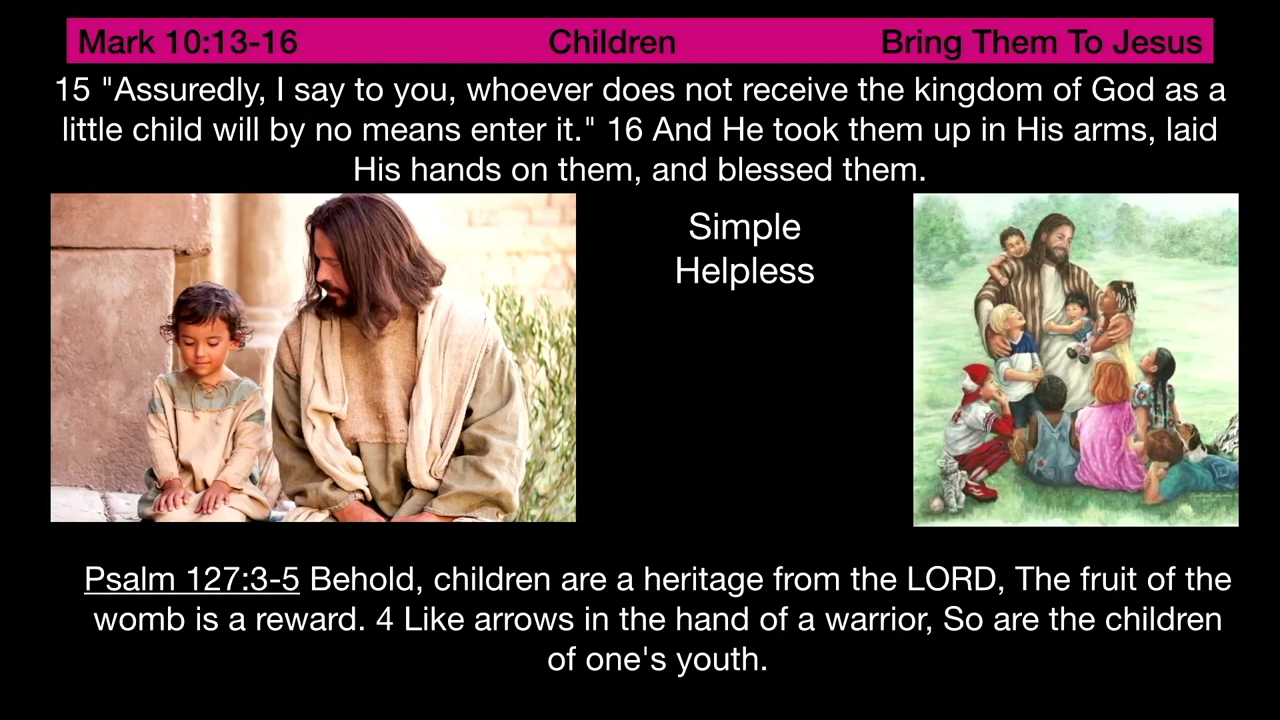 Mark 10:13-16 Children Bring Them To Jesus
15 "Assuredly, I say to you, whoever does not receive the kingdom of God as a
little child will by no means enter it." 16 And He took them up in His arms, laid
His hands on them, and blessed them.
Simple
Helpless
Psalm 127:3-5 Behold, children are a heritage from the LORD, The fruit of the
womb is a reward. 4 Like arrows in the hand of a warrior, So are the children
of one's youth.